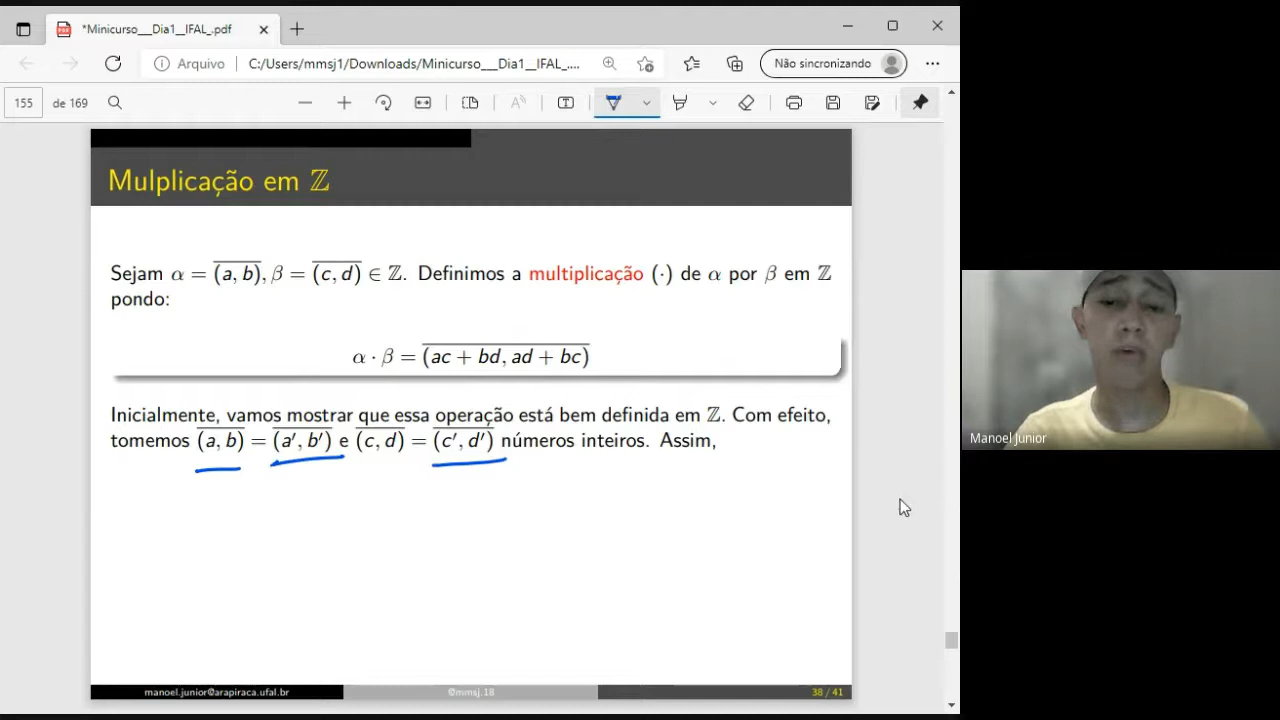 *Minicurso___Dia1__IFAL_.pdf
Arquivo
C:/Users/mmsj1/Downloads/Minicurso___Dia1__IFAL_....
Não sincronizando
155
de 169
Mulplicação em ℤ
Sejam α = \overline{(a, b)}, β = \overline{(c, d)} ∈ ℤ. Definimos a multiplicação (·) de α por β em ℤ
pondo:
α · β = \overline{(ac + bd, ad + bc)}
Inicialmente, vamos mostrar que essa operação está bem definida em ℤ. Com efeito,
tomemos \overline{(a, b)} = \overline{(a′, b′)} e \overline{(c, d)} = \overline{(c′, d′)} números inteiros. Assim,
manoel.junior@arapiraca.ufal.br
@mmsj.18
38 / 41
Manoel Junior